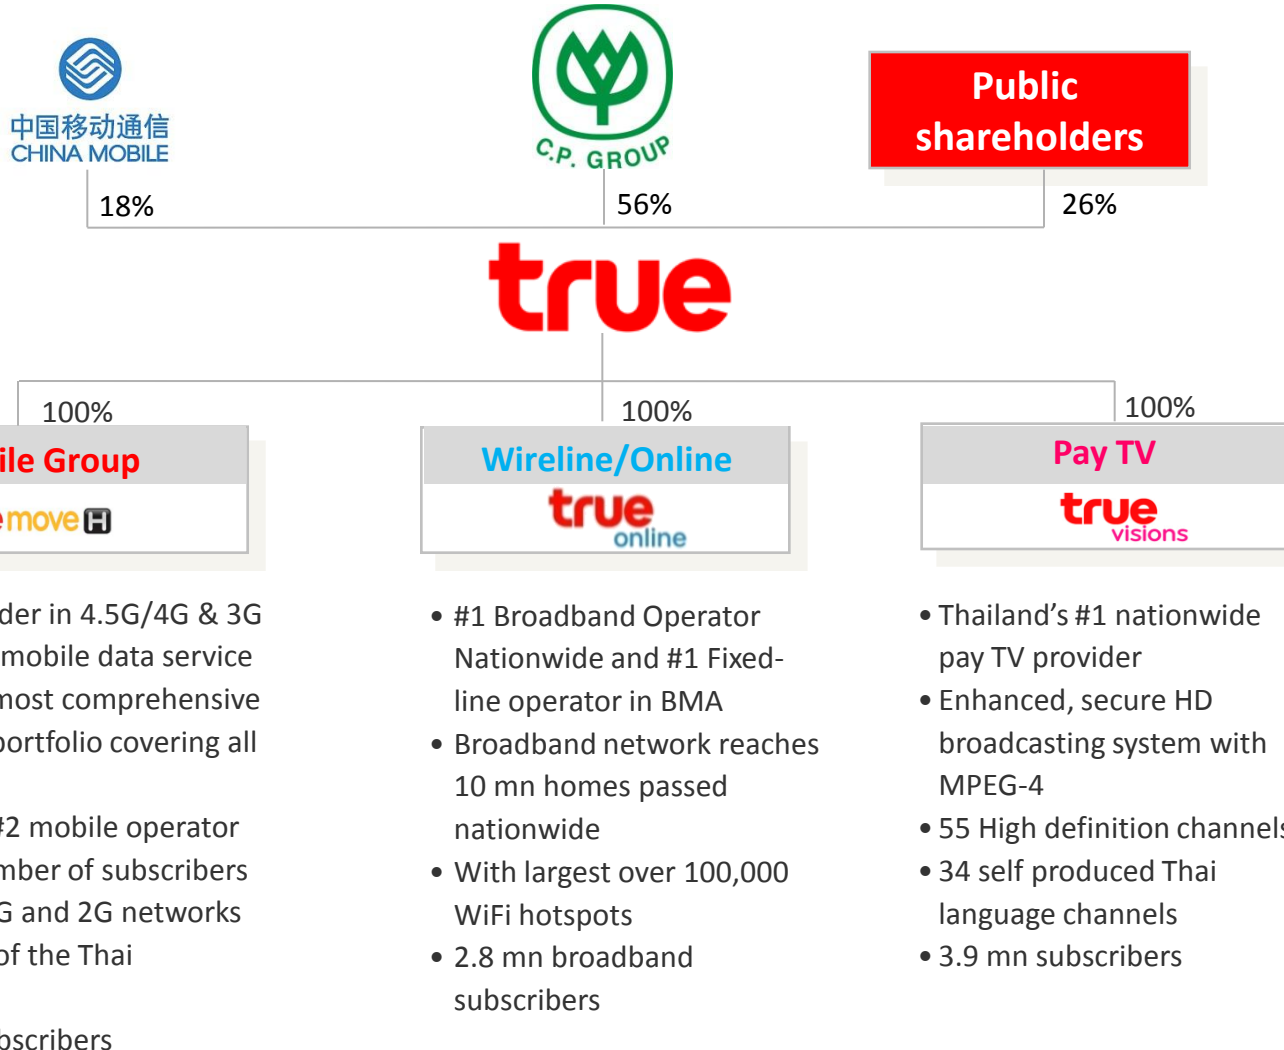 中国移动通信
CHINA MOBILE
C.P. GROUP
Public
shareholders
18%
56%
26%
true
100%
100%
100%
Group
move H
Wireline/Online
true
online
Pay TV
true
visions
in 4.5G/4G & 3G
mobile data service
most comprehensive
portfolio covering all
#2 mobile operator
of subscribers
and 2G networks
of the Thai
• #1 Broadband Operator
Nationwide and #1 Fixed-
line operator in BMA
• Broadband network reaches
10 mn homes passed
nationwide
• With largest over 100,000
WiFi hotspots
• 2.8 mn broadband
subscribers
• Thailand’s #1 nationwide
pay TV provider
• Enhanced, secure HD
broadcasting system with
MPEG-4
• 55 High definition channels
• 34 self produced Thai
language channels
• 3.9 mn subscribers